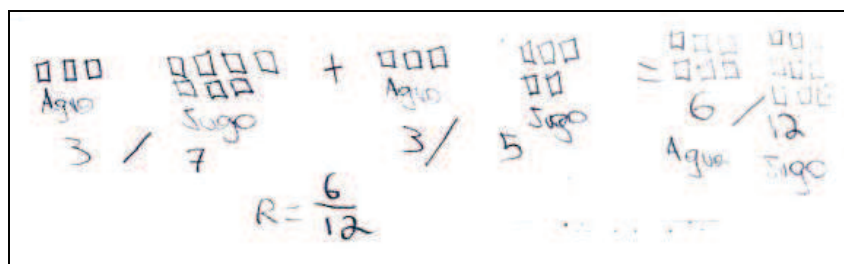 + =
Agua Jugo Agua Jugo
3 / 7 3 / 5 6 / 12
Agua Jugo
R = 6/12